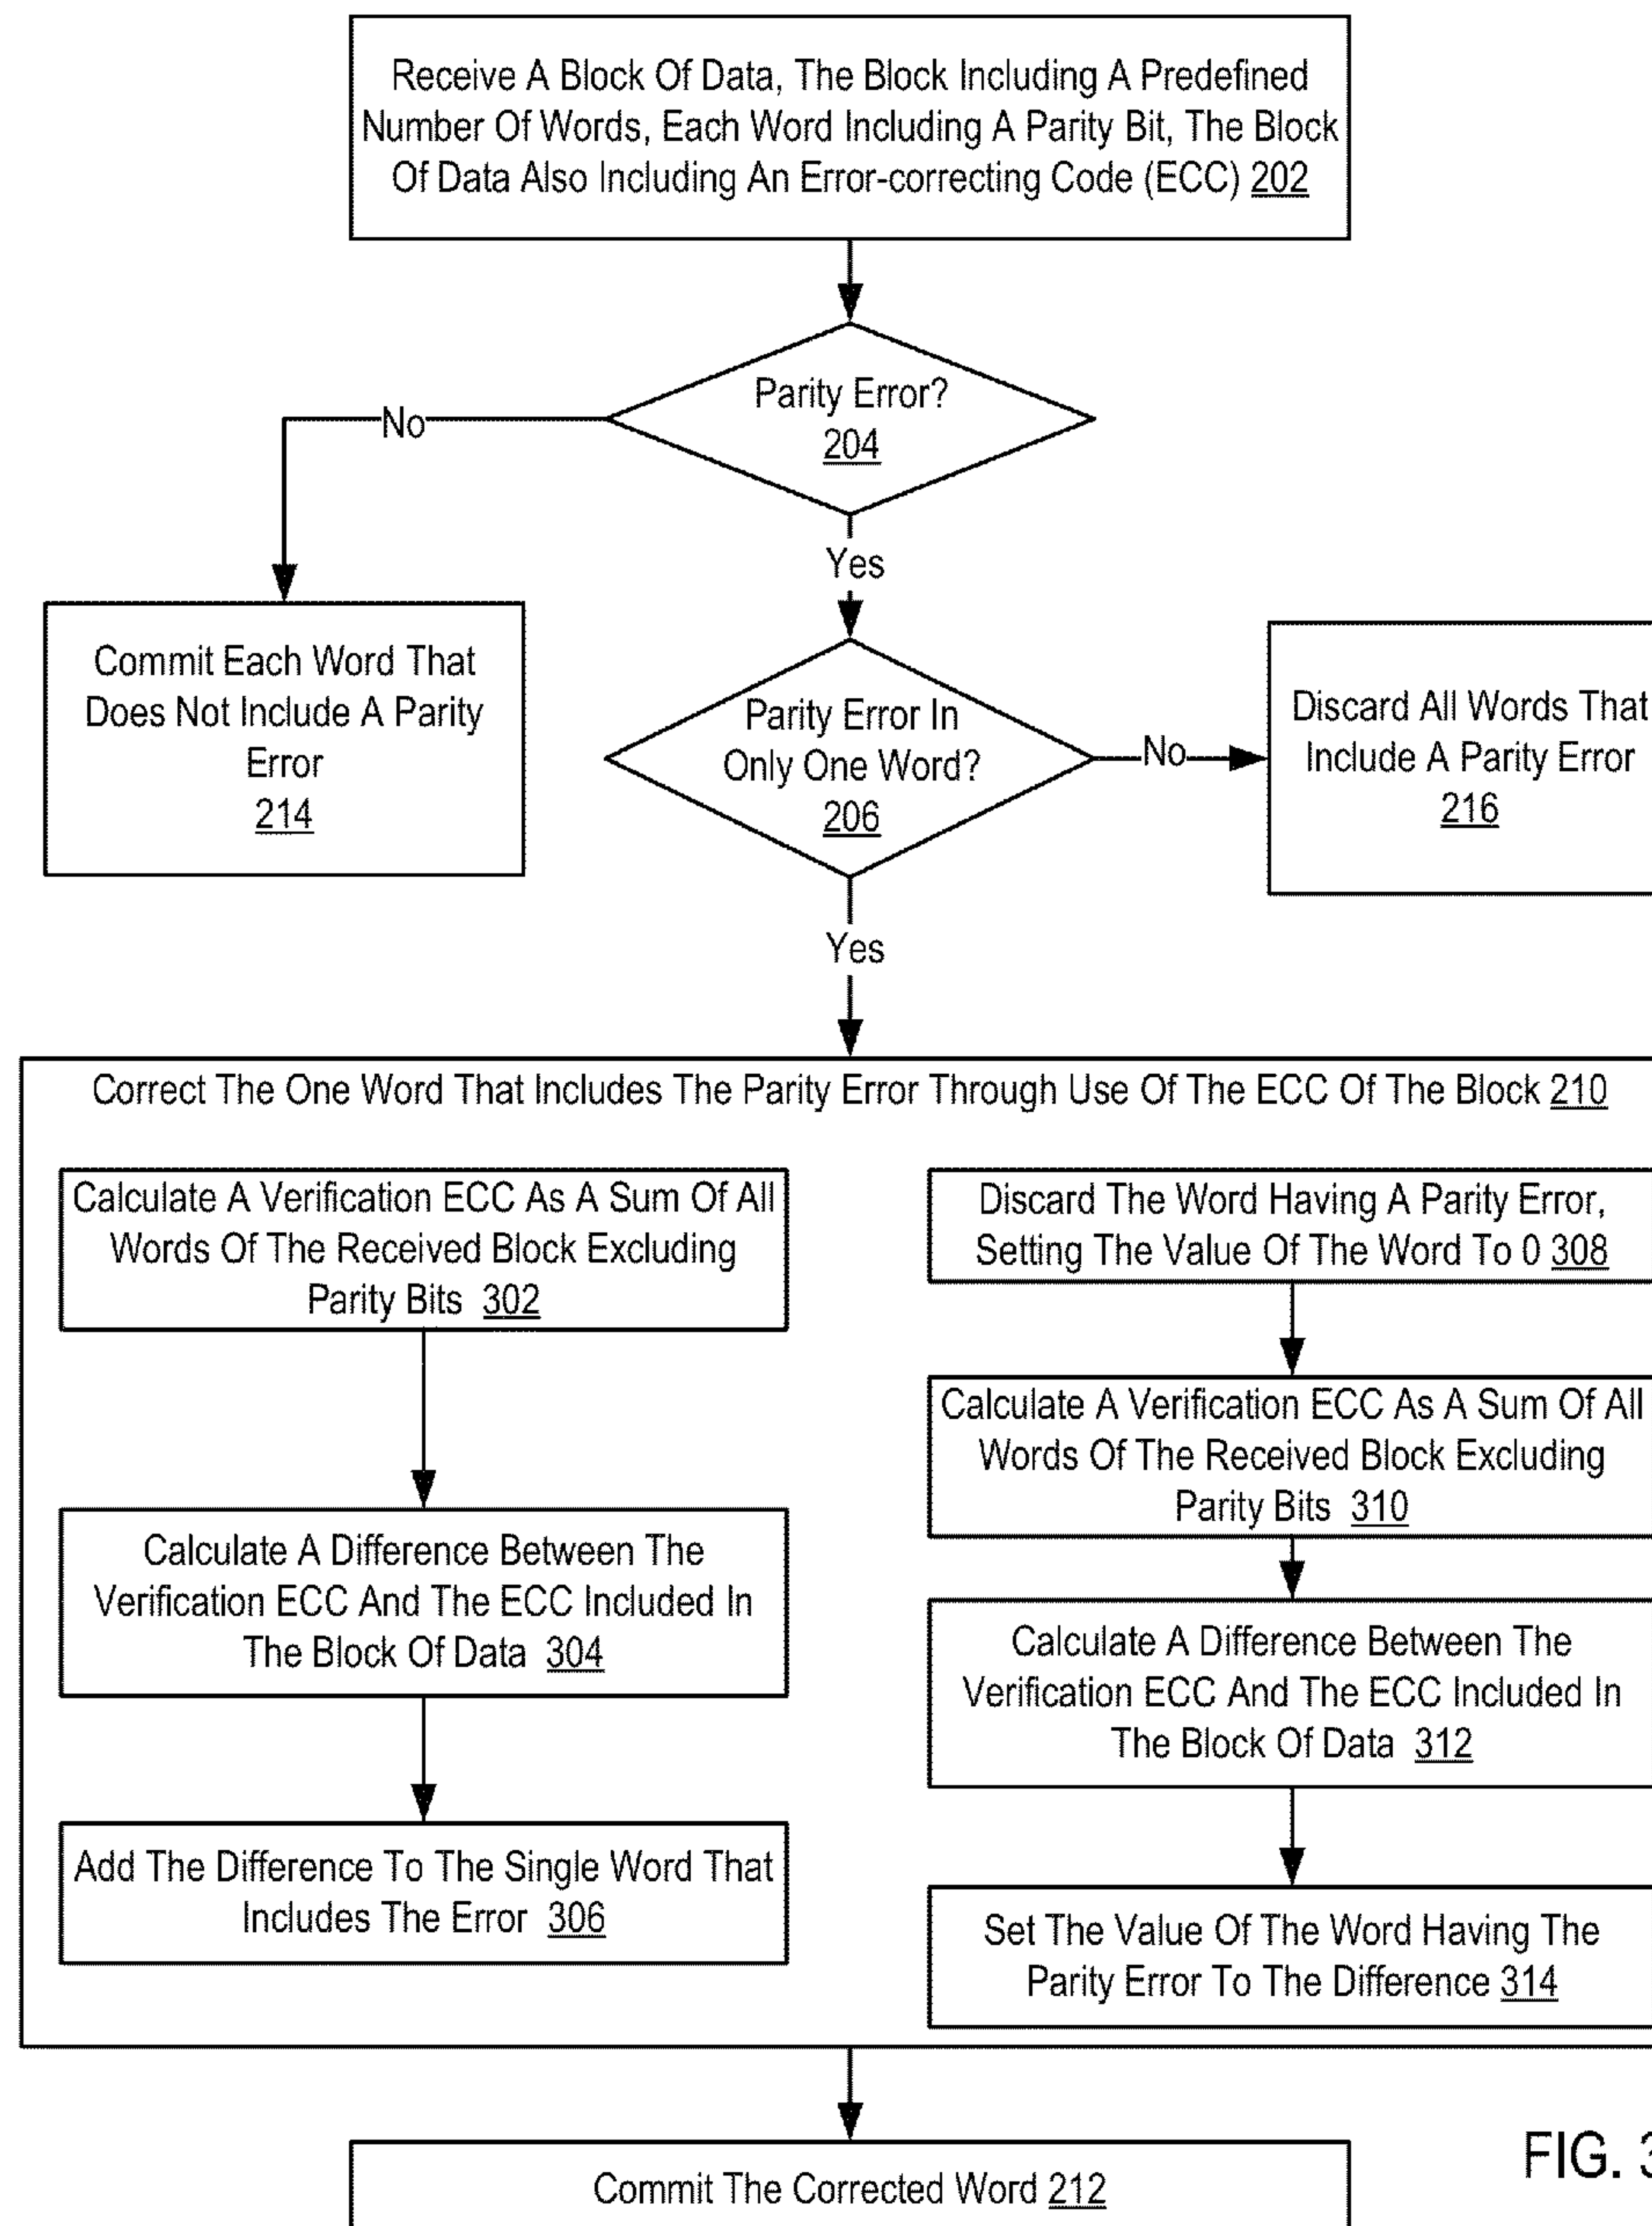 Receive A Block Of Data, The Block Including A Predefined
Number Of Words, Each Word Including A Parity Bit, The Block
Of Data Also Including An Error-correcting Code (ECC) 202
Parity Error?
204
No
Yes
Commit Each Word That
Does Not Include A Parity
Error
214
Parity Error In
Only One Word?
206
No
Discard All Words That
Include A Parity Error
216
Yes
Correct The One Word That Includes The Parity Error Through Use Of The ECC Of The Block 210
Calculate A Verification ECC As A Sum Of All
Words Of The Received Block Excluding
Parity Bits 302
Calculate A Difference Between The
Verification ECC And The ECC Included In
The Block Of Data 304
Add The Difference To The Single Word That
Includes The Error 306
Discard The Word Having A Parity Error,
Setting The Value Of The Word To 0 308
Calculate A Verification ECC As A Sum Of All
Words Of The Received Block Excluding
Parity Bits 310
Calculate A Difference Between The
Verification ECC And The ECC Included In
The Block Of Data 312
Set The Value Of The Word Having The
Parity Error To The Difference 314
Commit The Corrected Word 212
FIG. 3